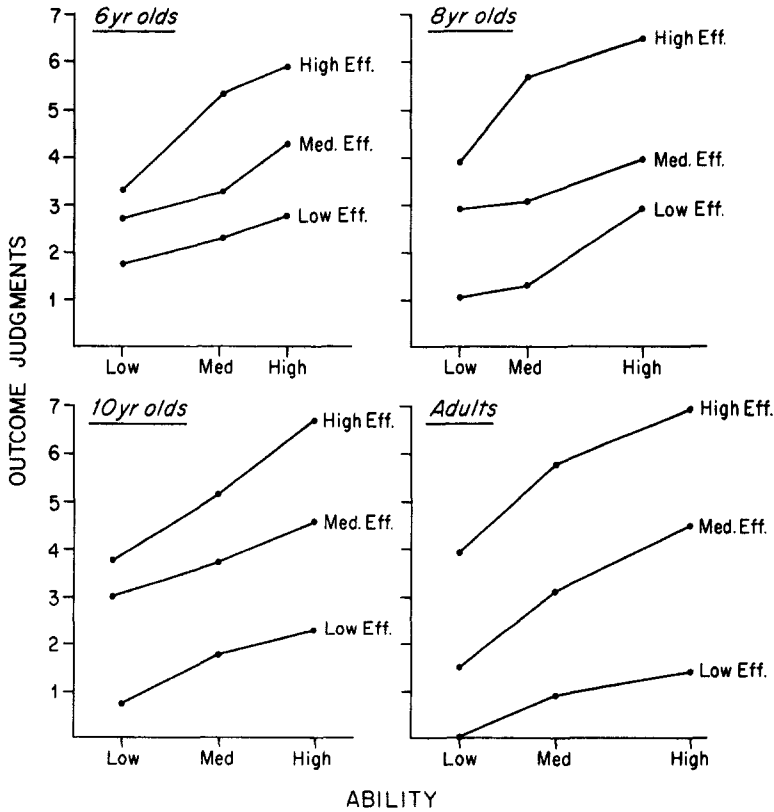 6yr olds
7
6
5
4
3
2
1
High Eff.
Med. Eff.
Low Eff.
Low Med High
8yr olds
High Eff.
Med. Eff.
Low Eff.
Low Med High
OUTCOME JUDGMENTS
10yr olds
7
6
5
4
3
2
1
High Eff.
Med. Eff.
Low Eff.
Low Med High
Adults
High Eff.
Med. Eff.
Low Eff.
Low Med High
ABILITY